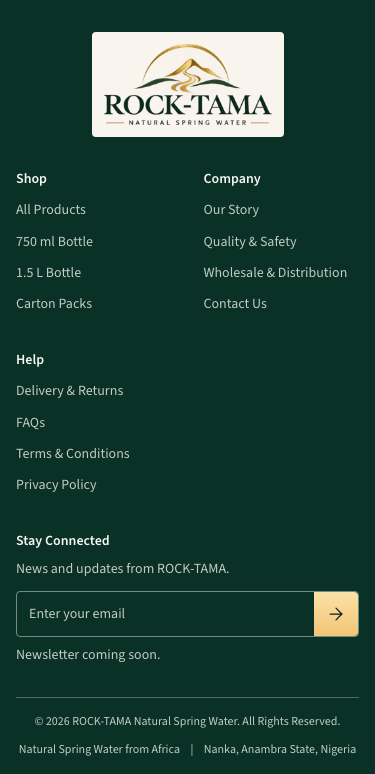 ROCK-TAMA
NATURAL SPRING WATER
Shop
All Products
750 ml Bottle
1.5 L Bottle
Carton Packs
Company
Our Story
Quality & Safety
Wholesale & Distribution
Contact Us
Help
Delivery & Returns
FAQs
Terms & Conditions
Privacy Policy
Stay Connected
News and updates from ROCK-TAMA.
Enter your email
Newsletter coming soon.
© 2026 ROCK-TAMA Natural Spring Water. All Rights Reserved.
Natural Spring Water from Africa | Nanka, Anambra State, Nigeria